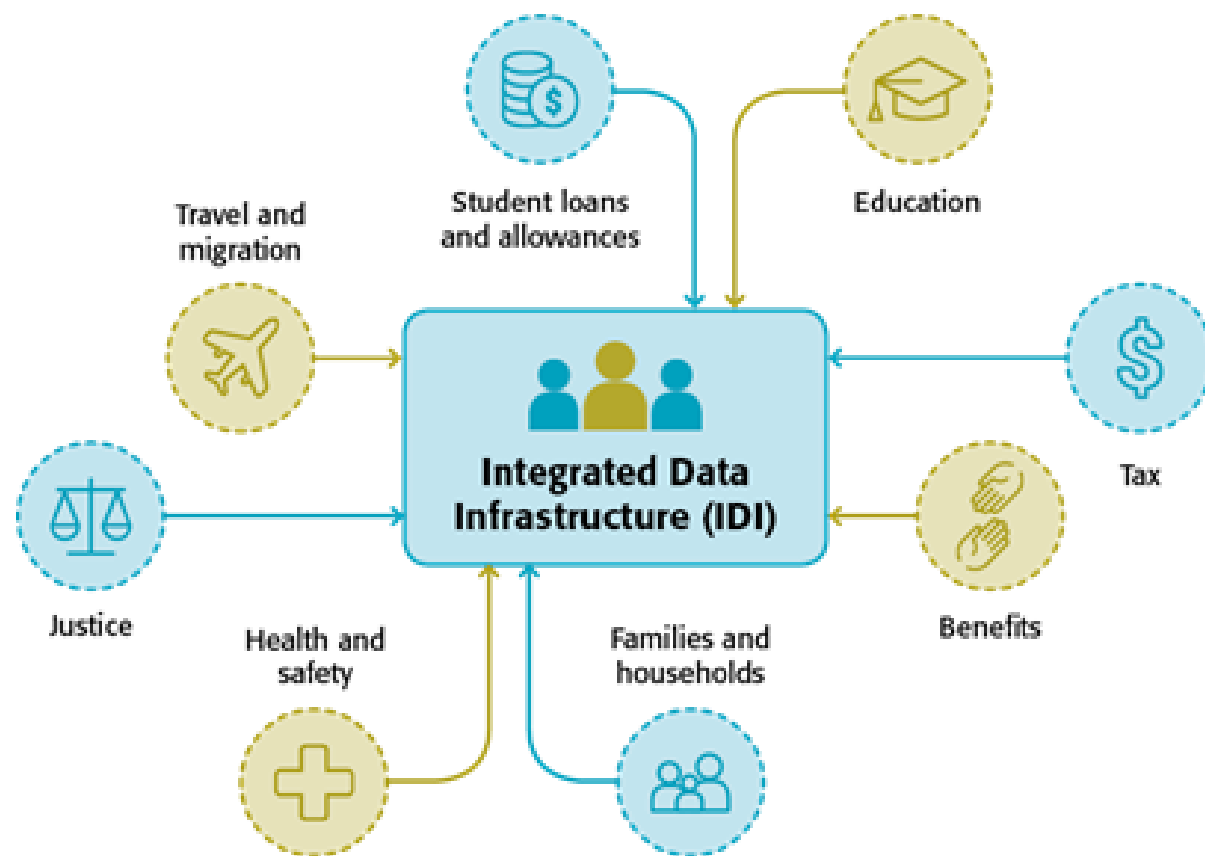 Student loans
and allowances
Education
Travel and
migration
Integrated Data
Infrastructure (IDI)
Tax
Justice
Benefits
Health and
safety
Families and
households
$
$